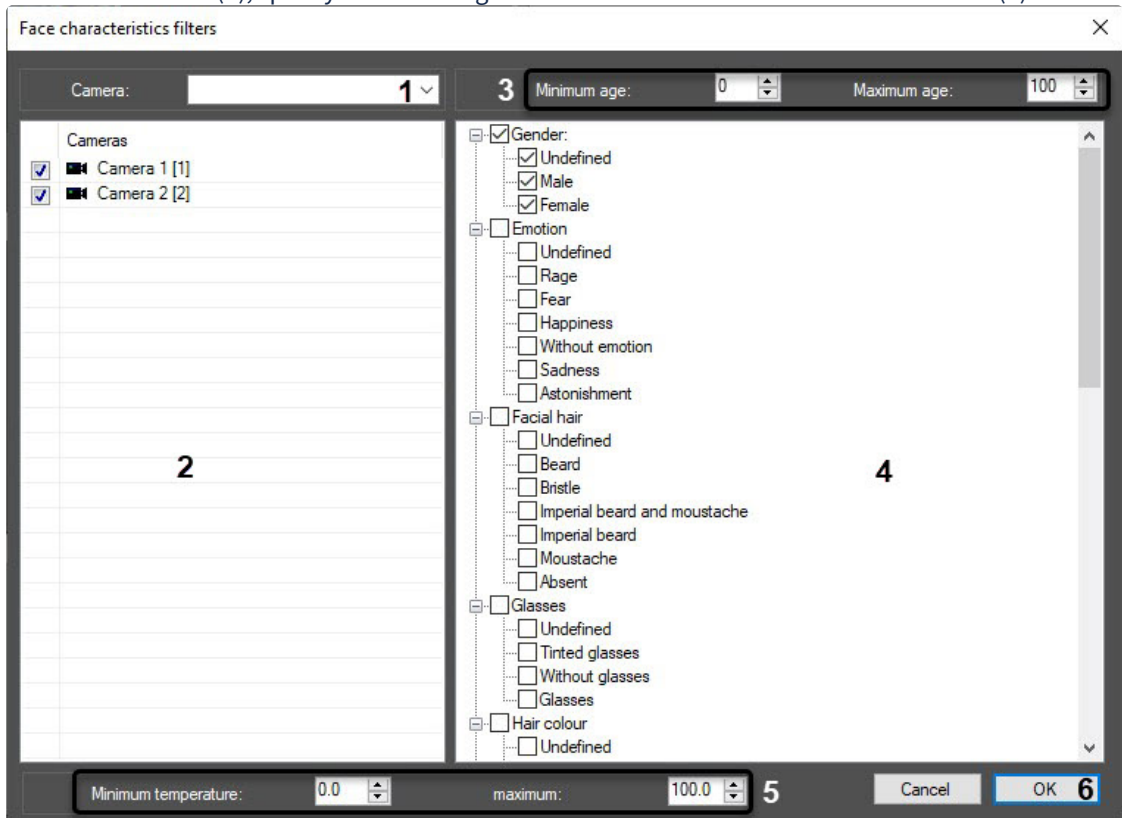 Face characteristics filters
Camera: 1
3 Minimum age: 0 Maximum age: 100
Cameras
Camera 1 [1]
Camera 2 [2]
2
Gender:
Undefined
Male
Female
Emotion
Undefined
Rage
Fear
Happiness
Without emotion
Sadness
Astonishment
Facial hair
Undefined
Beard
Bristle
Imperial beard and moustache
Imperial beard
Moustache
Absent
Glasses
Undefined
Tinted glasses
Without glasses
Glasses
Hair colour
Undefined
4
Minimum temperature: 0.0 maximum: 100.0 5
Cancel OK 6